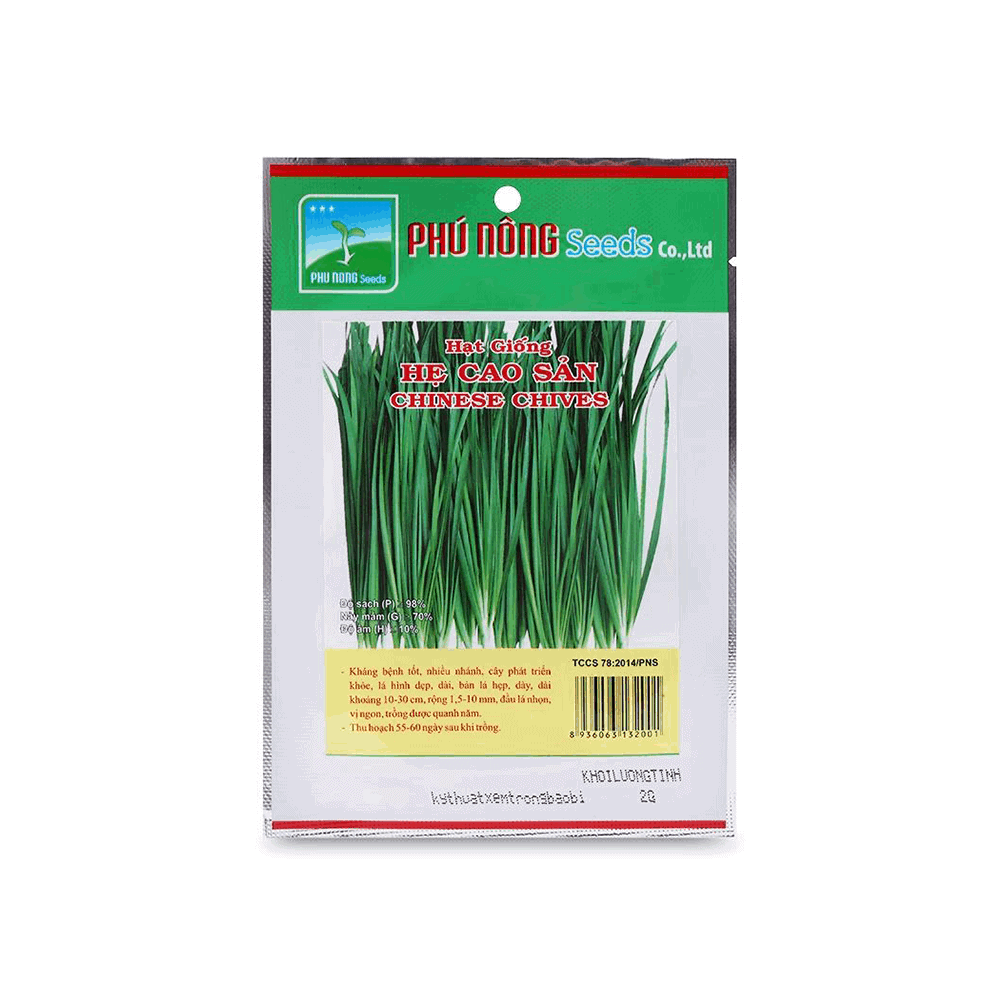 PHÚ NÔNG Seeds Co.,Ltd
PHU NONG Seeds
Hạt Giống
HẸ CAO SẢN
CHINESE CHIVES
Độ sạch (P) : 98%
Nảy mầm (G) : 70%
Độ ẩm (H) : 10%
- Kháng bệnh tốt, nhiều nhánh, cây phát triển
khỏe, lá hình dẹp, dài, bản lá hẹp, dày, dài
khoảng 10-30 cm, rộng 1,5-10 mm, đầu lá nhọn,
vị ngon, trồng được quanh năm.
- Thu hoạch 55-60 ngày sau khi trồng.
TCCS 78:2014/PNS
8 936063 132001
KHOILUONGTINH
kythuatxemtrongbaobi 2G